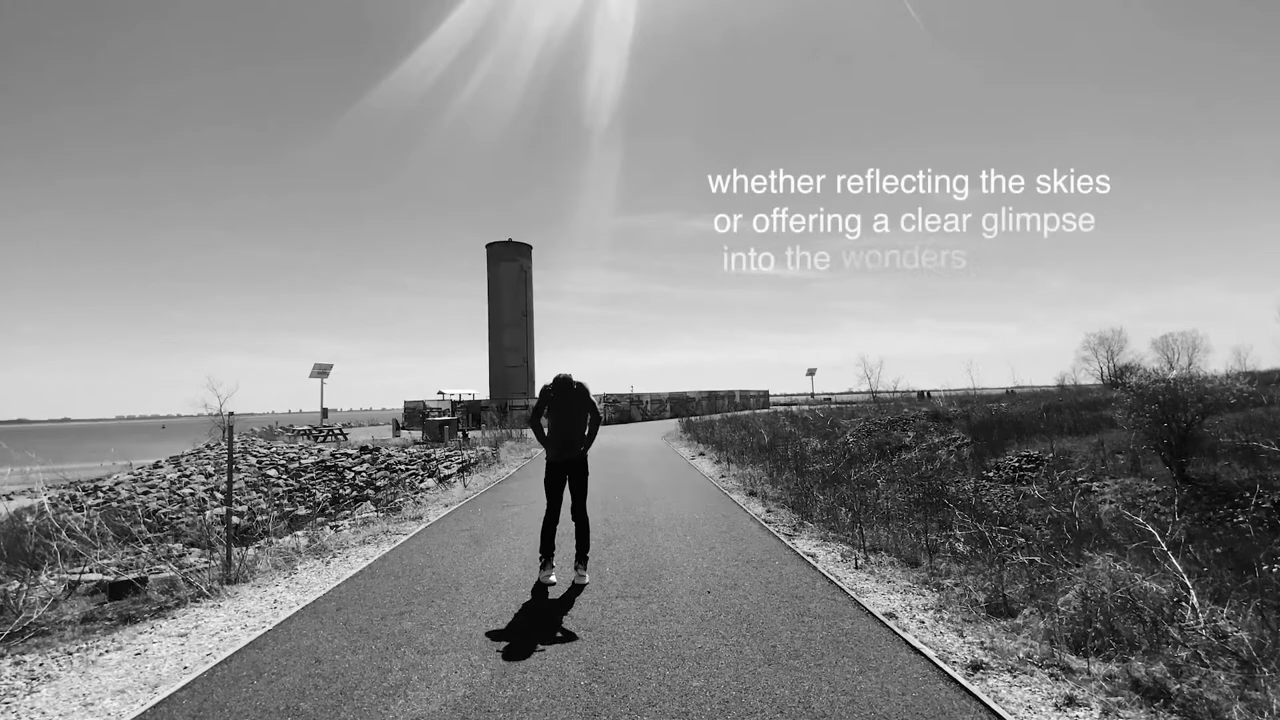 whether reflecting the skies
or offering a clear glimpse
into the wonders